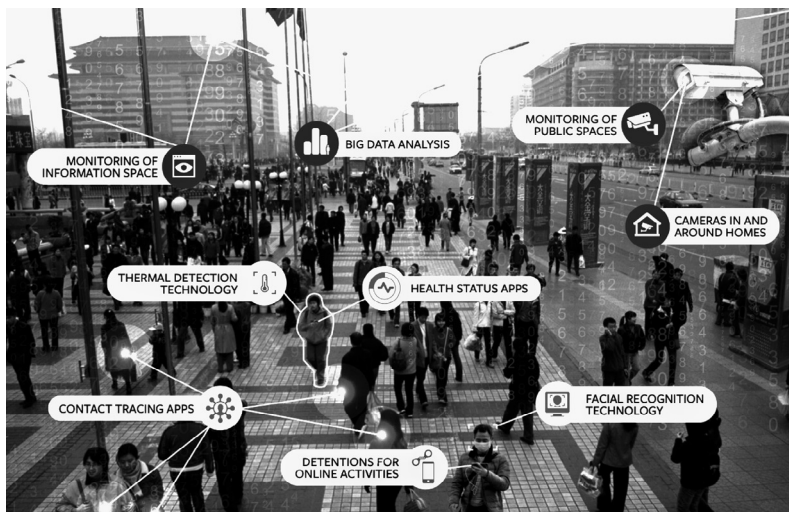 MONITORING OF
PUBLIC SPACES
BIG DATA ANALYSIS
MONITORING OF
INFORMATION SPACE
CAMERAS IN AND
AROUND HOMES
THERMAL DETECTION
TECHNOLOGY
HEALTH STATUS APPS
CONTACT TRACING APPS
FACIAL RECOGNITION
TECHNOLOGY
DETENTIONS FOR
ONLINE ACTIVITIES